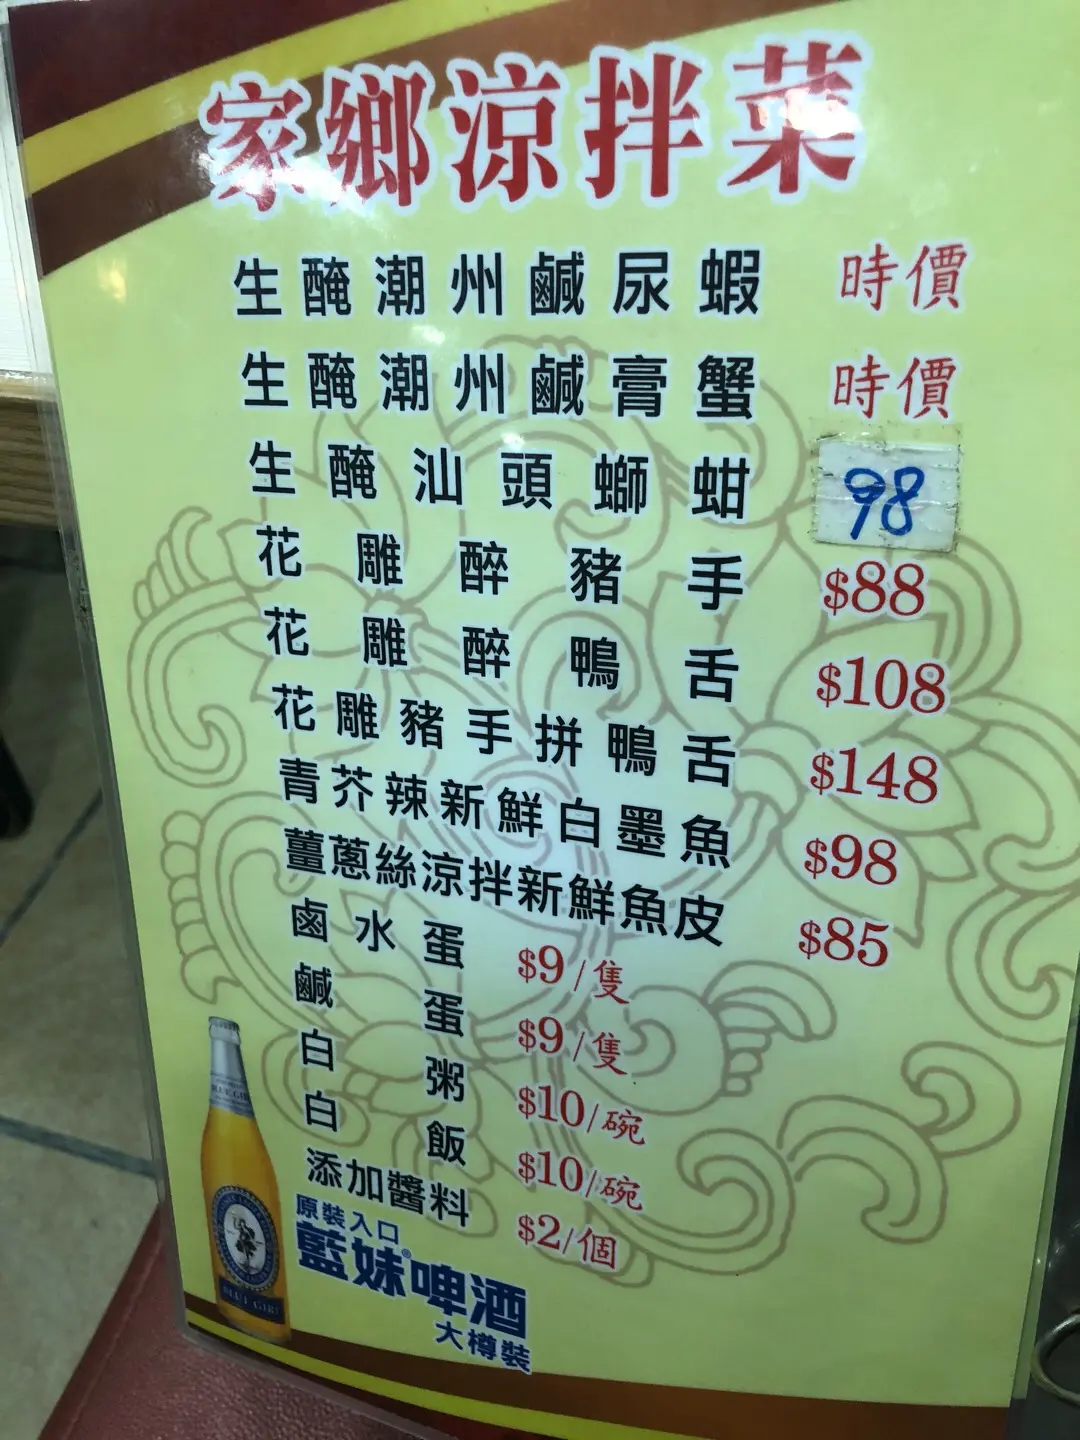 家鄉涼拌菜
生醃潮州鹹尿蝦 時價
生醃潮州鹹膏蟹 時價
生醃汕頭螄蚶 98
花雕醉豬手 $88
花雕醉鴨舌 $108
花雕豬手拼鴨舌 $148
青芥辣新鮮白墨魚 $98
薑蔥絲涼拌新鮮魚皮 $85
鹵水蛋 $9/隻
鹹蛋 $9/隻
白粥 $10/碗
白飯 $10/碗
添加醬料 $2/個
原裝入口
藍妹®啤酒
大樽裝
BLUE GIRL